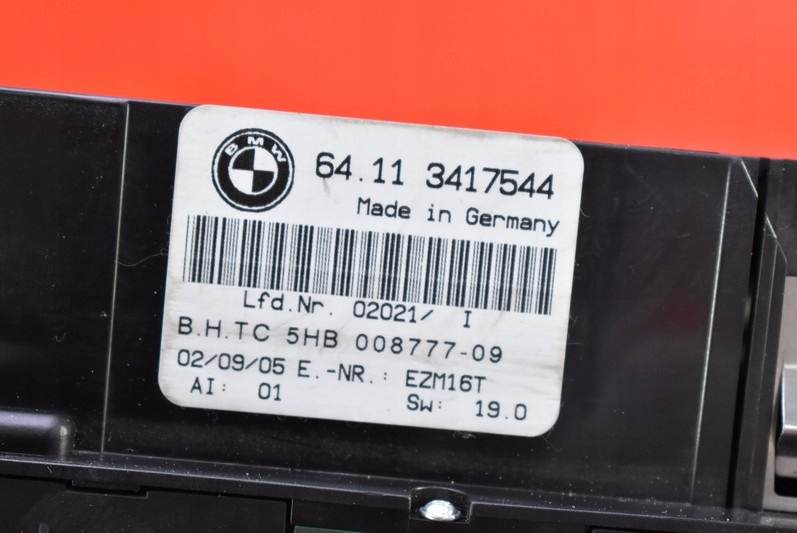 BMW
64.11 3417544
Made in Germany
Lfd.Nr. 02021/ I
B.H.TC 5HB 008777-09
02/09/05 E.-NR.: EZM16T
AI: 01 Sw: 19.0